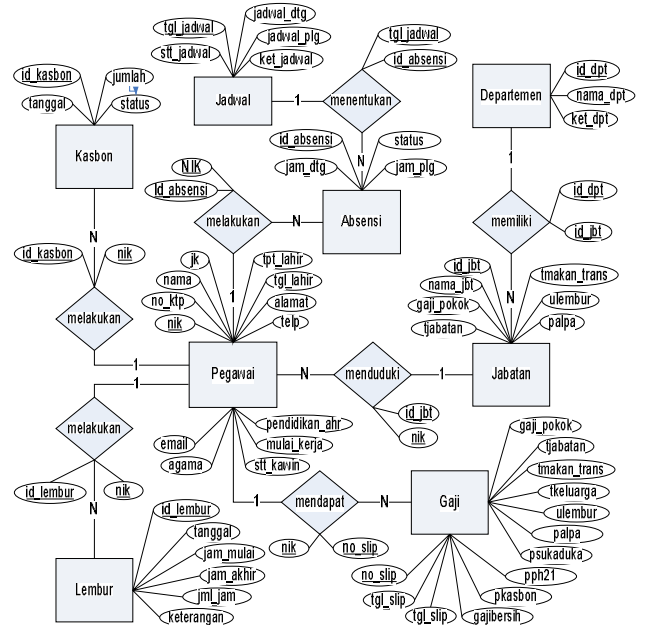 jadwal_dtg
tgl_jadwal
jadwal_plg
stt_jadwal
ket_jadwal
Jadwal
1
menentukan
tgl_jadwal
id_absensi
N
id_kasbon
jumlah
tanggal
status
Kasbon
N
id_kasbon
nik
melakukan
1
Departemen
id_dpt
nama_dpt
ket_dpt
1
memiliki
id_dpt
id_jbt
N
id_absensi
status
jam_dtg
jam_plg
Absensi
N
melakukan
NIK
id_absensi
1
jk
tpt_lahir
nama
tgl_lahir
no_ktp
alamat
nik
telp
Pegawai
N
menduduki
1
id_jbt
nik
id_jbt
tmakan_trans
nama_jbt
ulembur
gaji_pokok
palpa
tjabatan
Jabatan
1
melakukan
id_lembur
nik
N
Lembur
id_lembur
tanggal
jam_mulai
jam_akhir
jml_jam
keterangan
email
agama
pendidikan_ahr
mulai_kerja
stt_kawin
1
mendapat
N
nik
no_slip
Gaji
gaji_pokok
tjabatan
tmakan_trans
tkeluarga
ulembur
palpa
psukaduka
pph21
pkasbon
gajibersih
no_slip
tgl_slip
tgl_slip